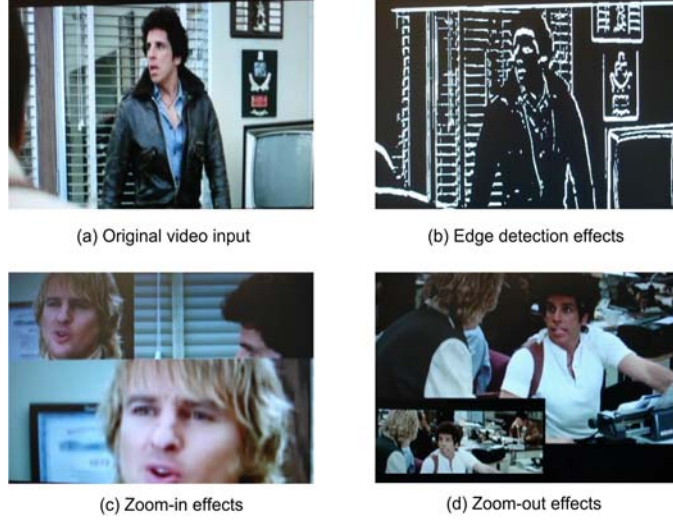 (a) Original video input
(b) Edge detection effects
(c) Zoom-in effects
(d) Zoom-out effects